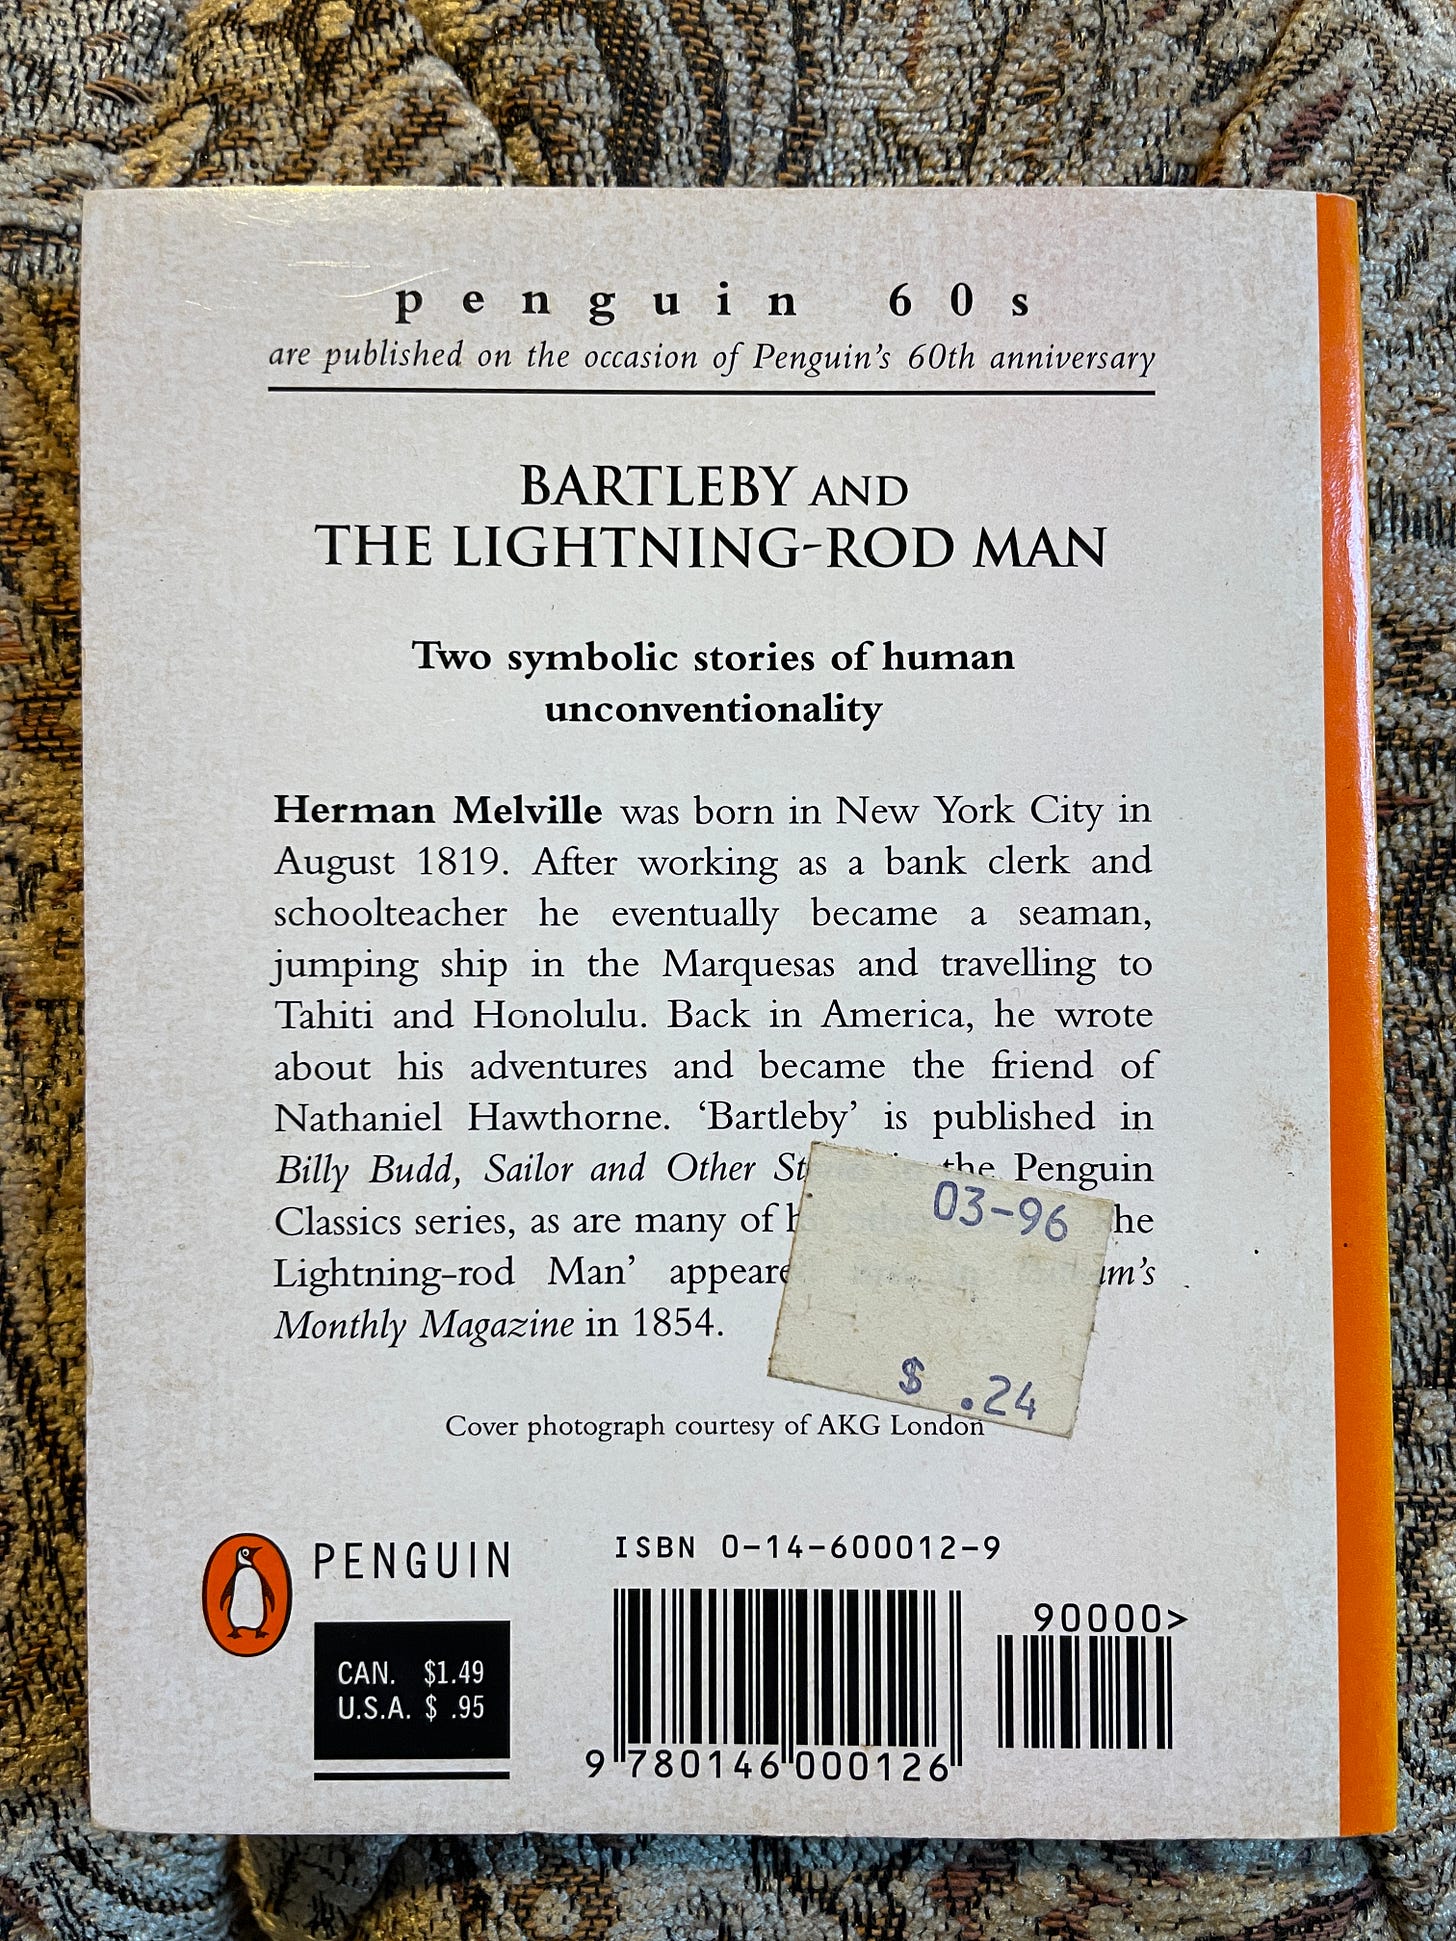 penguin 60s
are published on the occasion of Penguin's 60th anniversary
BARTLEBY AND
THE LIGHTNING-ROD MAN
Two symbolic stories of human
unconventionality
Herman Melville was born in New York City in
August 1819. After working as a bank clerk and
schoolteacher he eventually became a seaman,
jumping ship in the Marquesas and travelling to
Tahiti and Honolulu. Back in America, he wrote
about his adventures and became the friend of
Nathaniel Hawthorne. ‘Bartleby’ is published in
Billy Budd, Sailor and Other the Penguin
Classics series, as are many of
Lightning-rod Man’
Monthly Magazine in 1854.
03-96
$ .24
Cover photograph courtesy of AKG London
PENGUIN
CAN. $1.49
U.S.A. $ .95
ISBN 0-14-600012-9
90000>
9 780146 000126